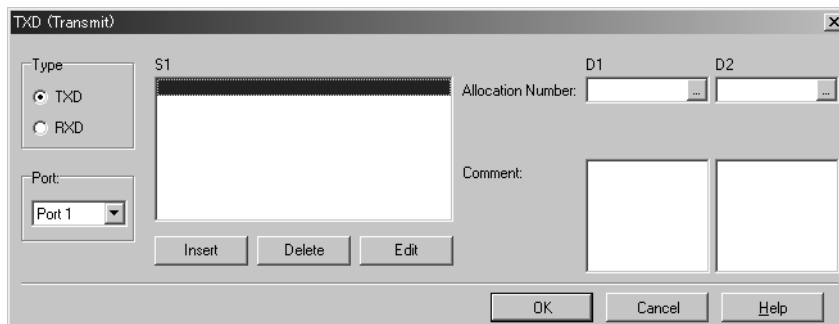 TXD (Transmit)
Type
TXD
RXD
Port:
Port 1
S1
Insert
Delete
Edit
D1
D2
Allocation Number:
...
...
Comment:
OK
Cancel
Help